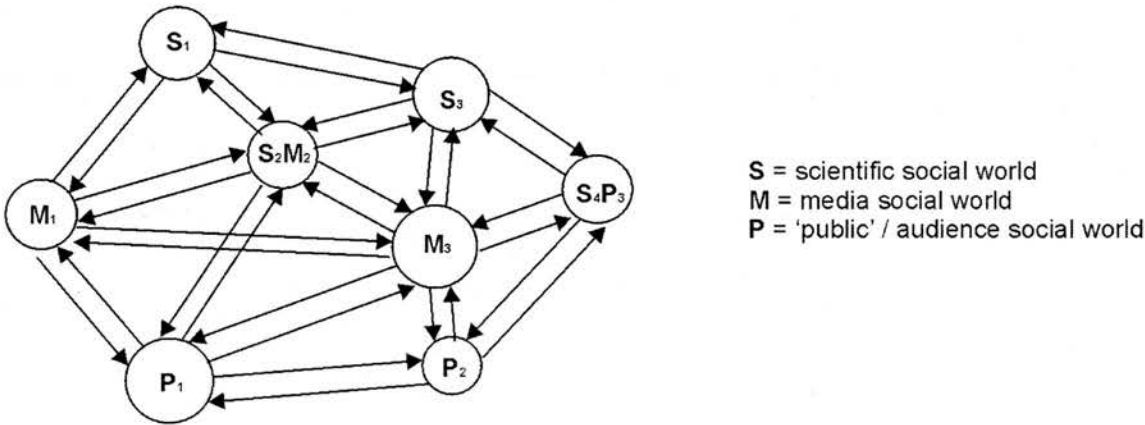 S₁
S₃
S₂M₂
S₄P₃
M₁
M₃
P₁
P₂
S = scientific social world
M = media social world
P = ‘public’ / audience social world